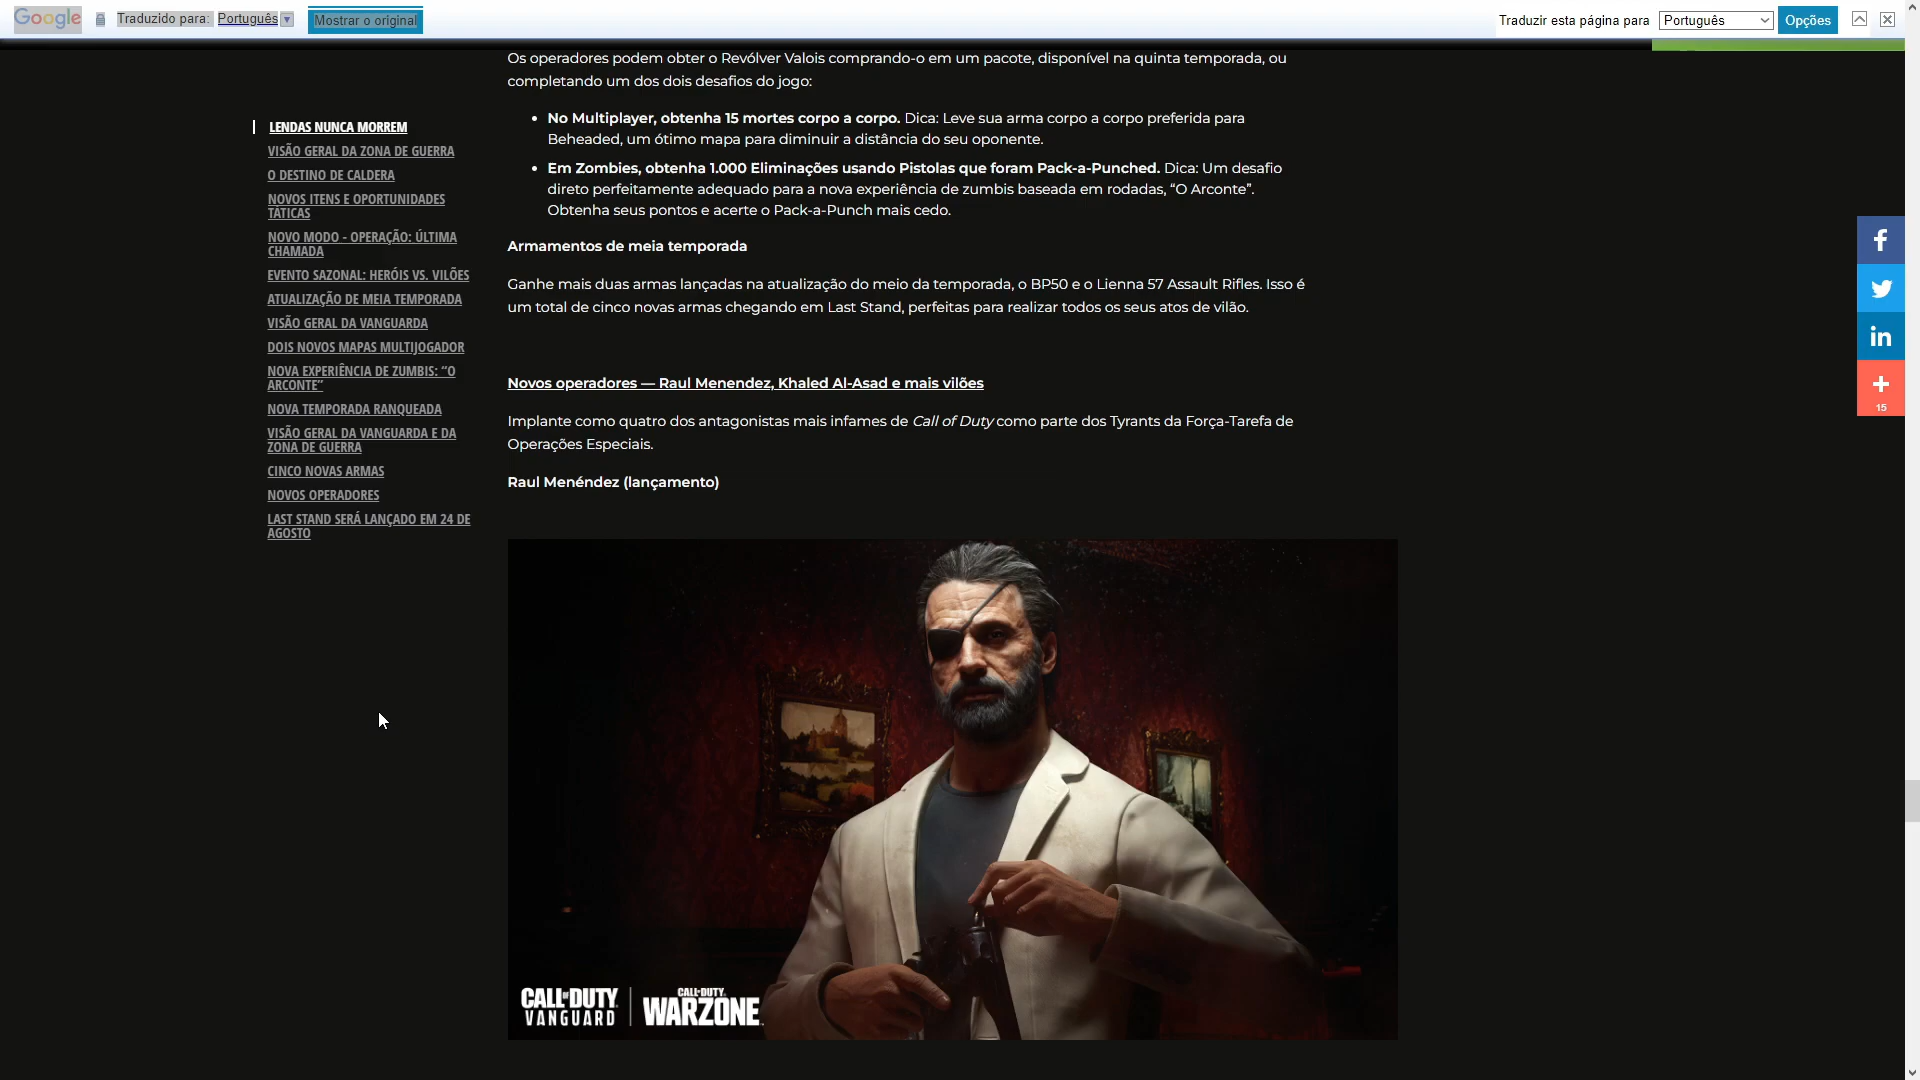 Google
Traduzido para: Português
Mostrar o original
Traduzir esta página para
Português
Opções
Os operadores podem obter o Revólver Valois comprando-o em um pacote, disponível na quinta temporada, ou
completando um dos dois desafios do jogo:
No Multiplayer, obtenha 15 mortes corpo a corpo. Dica: Leve sua arma corpo a corpo preferida para
Beheaded, um ótimo mapa para diminuir a distância do seu oponente.
Em Zombies, obtenha 1.000 Eliminações usando Pistolas que foram Pack-a-Punched. Dica: Um desafio
direto perfeitamente adequado para a nova experiência de zumbis baseada em rodadas, “O Arconte”.
Obtenha seus pontos e acerte o Pack-a-Punch mais cedo.
Armamentos de meia temporada
Ganhe mais duas armas lançadas na atualização do meio da temporada, o BP50 e o Lienna 57 Assault Rifles. Isso é
um total de cinco novas armas chegando em Last Stand, perfeitas para realizar todos os seus atos de vilão.
Novos operadores — Raul Menendez, Khaled Al-Asad e mais vilões
Implante como quatro dos antagonistas mais infames de Call of Duty como parte dos Tyrants da Força-Tarefa de
Operações Especiais.
Raul Menéndez (lançamento)
LENDAS NUNCA MORREM
VISÃO GERAL DA ZONA DE GUERRA
O DESTINO DE CALDERA
NOVOS ITENS E OPORTUNIDADES
TÁTICAS
NOVO MODO - OPERAÇÃO: ÚLTIMA
CHAMADA
EVENTO SAZONAL: HERÓIS VS. VILÕES
ATUALIZAÇÃO DE MEIA TEMPORADA
VISÃO GERAL DA VANGUARDA
DOIS NOVOS MAPAS MULTIJOGADOR
NOVA EXPERIÊNCIA DE ZUMBIS: “O
ARCONTE”
NOVA TEMPORADA RANQUEADA
VISÃO GERAL DA VANGUARDA E DA
ZONA DE GUERRA
CINCO NOVAS ARMAS
NOVOS OPERADORES
LAST STAND SERÁ LANÇADO EM 24 DE
AGOSTO
15
CALL OF DUTY
VANGUARD
CALL OF DUTY
WARZONE